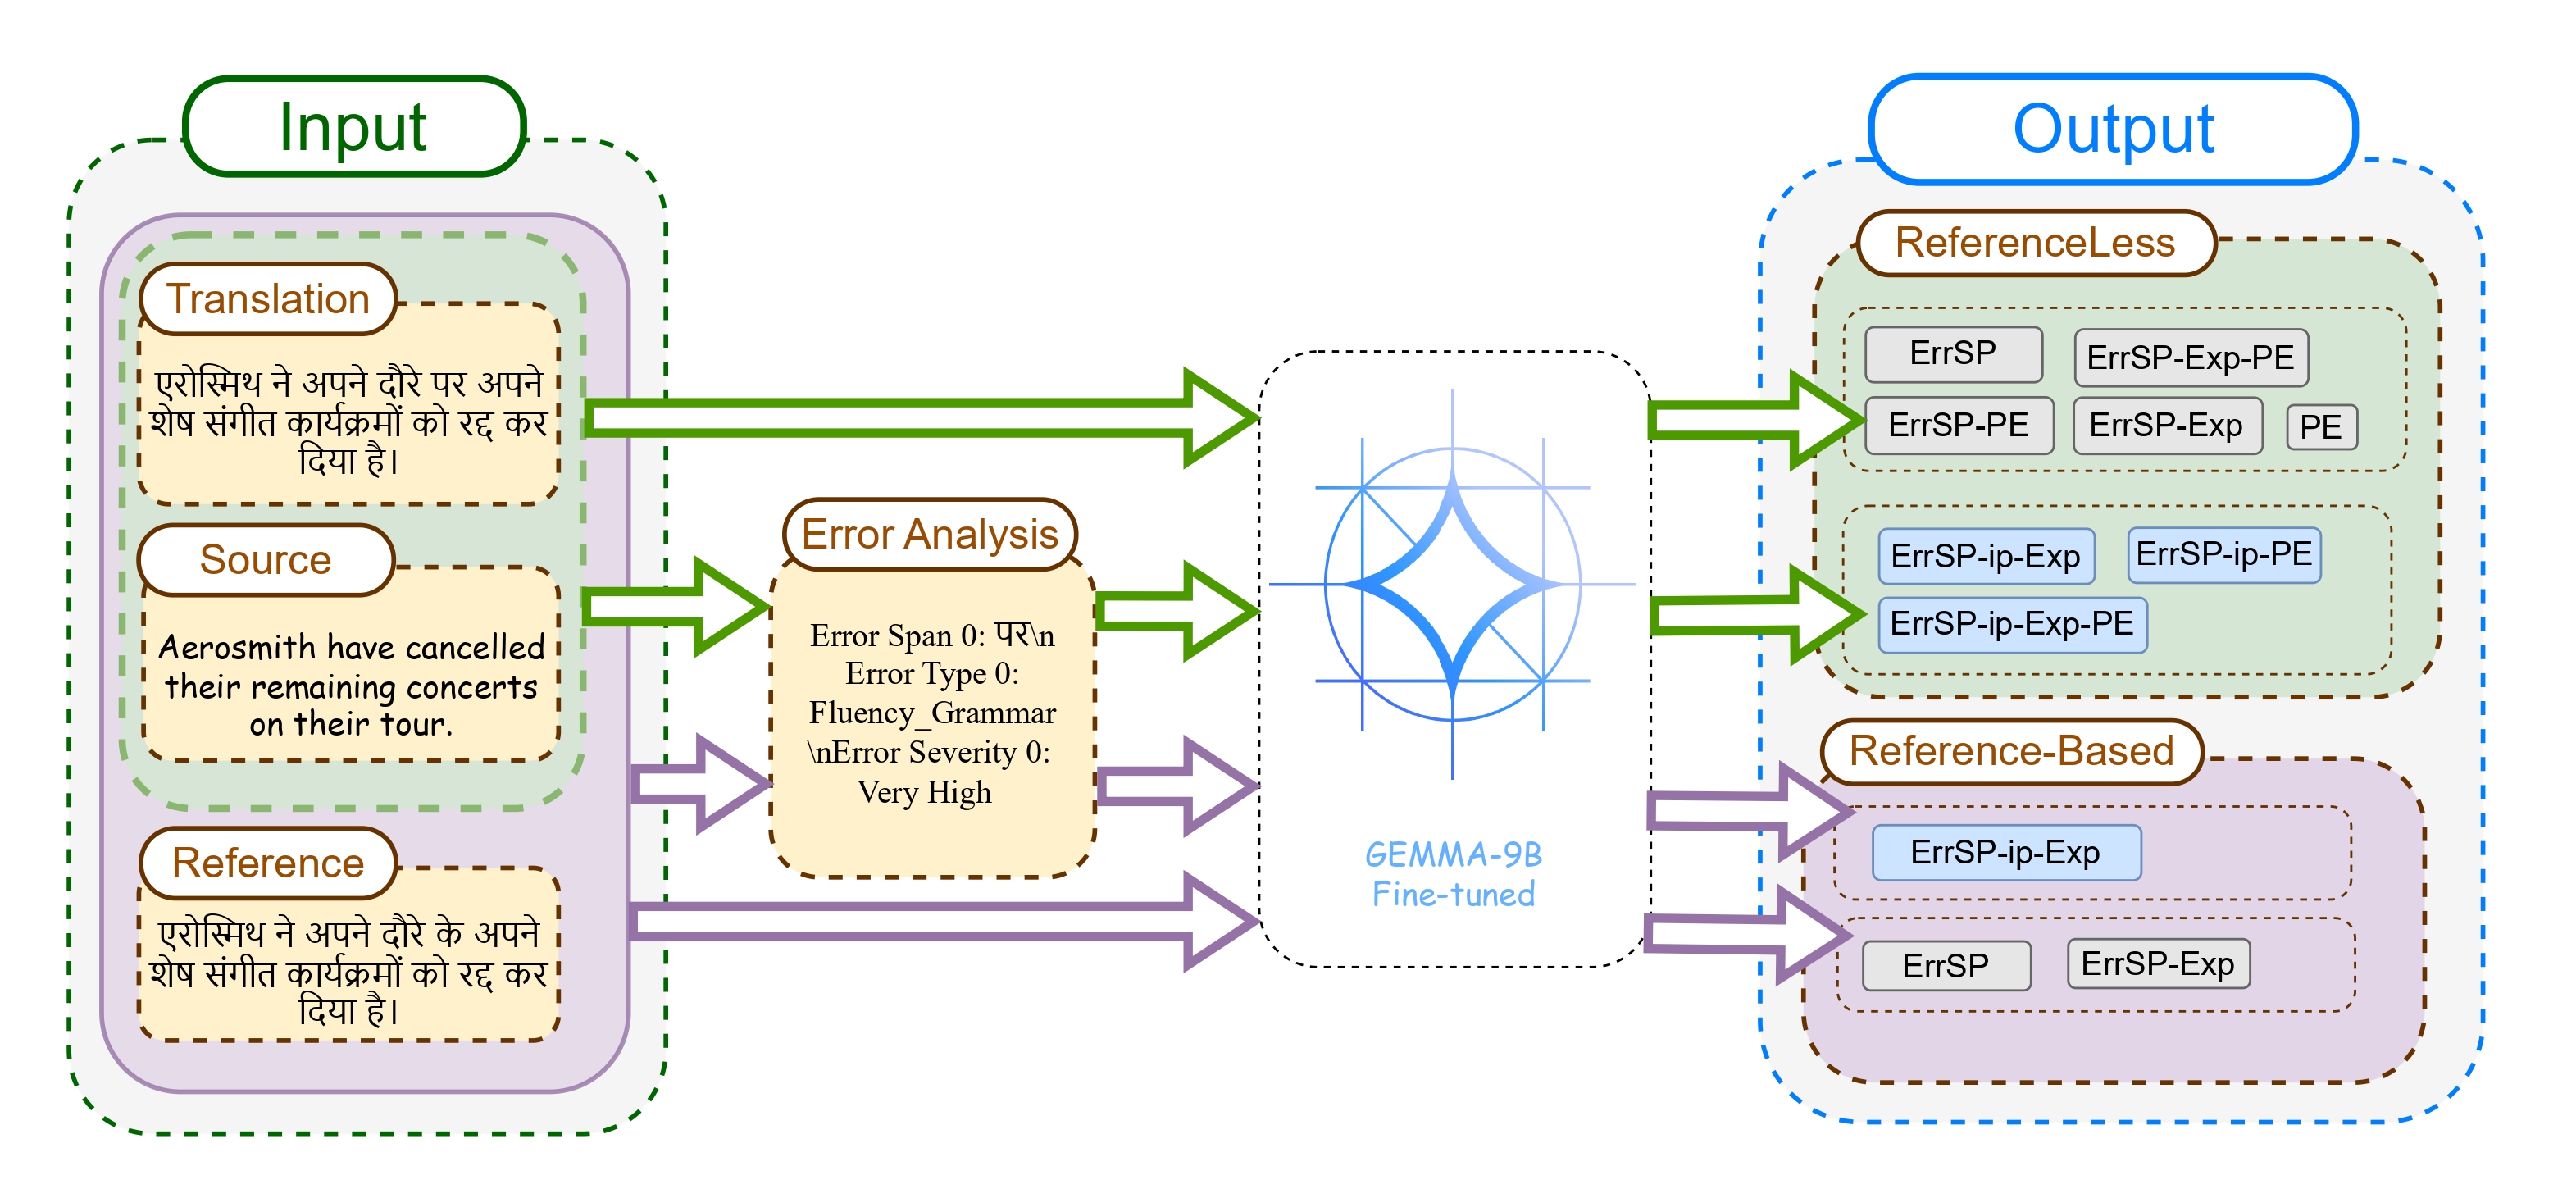 Input
Translation
एरोस्मिथ ने अपने दौरे पर अपने
शेष संगीत कार्यक्रमों को रद्द कर
दिया है।
Source
Aerosmith have cancelled
their remaining concerts
on their tour.
Reference
एरोस्मिथ ने अपने दौरे के अपने
शेष संगीत कार्यक्रमों को रद्द कर
दिया है।
Error Analysis
Error Span 0: पर\n
Error Type 0:
Fluency_Grammar
\nError Severity 0:
Very High
GEMMA-9B
Fine-tuned
Output
ReferenceLess
ErrSP
ErrSP-Exp-PE
ErrSP-PE
ErrSP-Exp
PE
ErrSP-ip-Exp
ErrSP-ip-PE
ErrSP-ip-Exp-PE
Reference-Based
ErrSP-ip-Exp
ErrSP
ErrSP-Exp